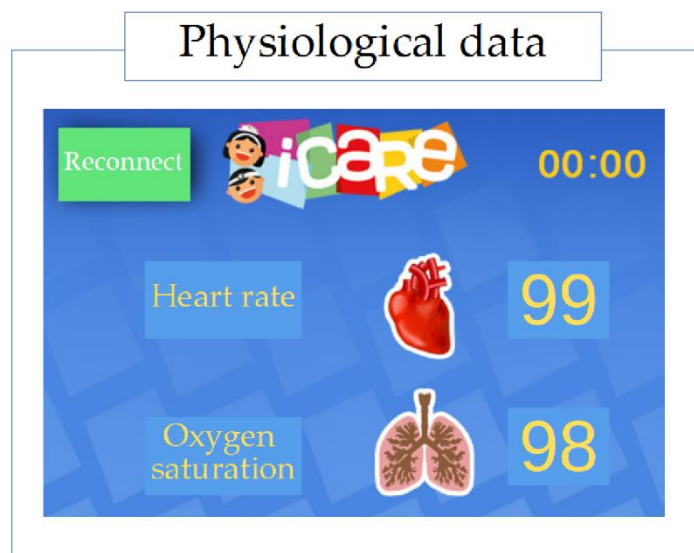 Physiological data
Reconnect
icare
00:00
Heart rate
99
Oxygen
saturation
98